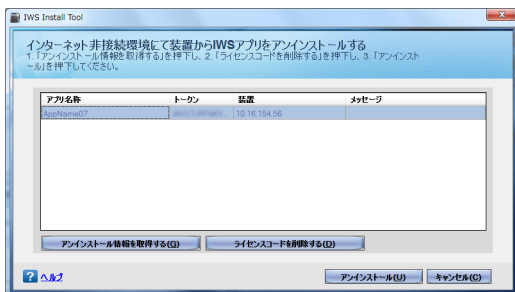 IWS Install Tool
インターネット非接続環境にて装置からIWSアプリをアンインストールする
1.「アンインストール情報を取得する」を押下し、2.「ライセンスコードを削除する」を押下し、3.「アンインスト
ール」を押下してください。
アプリ名称 トークン 装置 メッセージ
AppName07 10.16.154.56
アンインストール情報を取得する(G) ライセンスコードを削除する(D)
ヘルプ アンインストール(U) キャンセル(C)